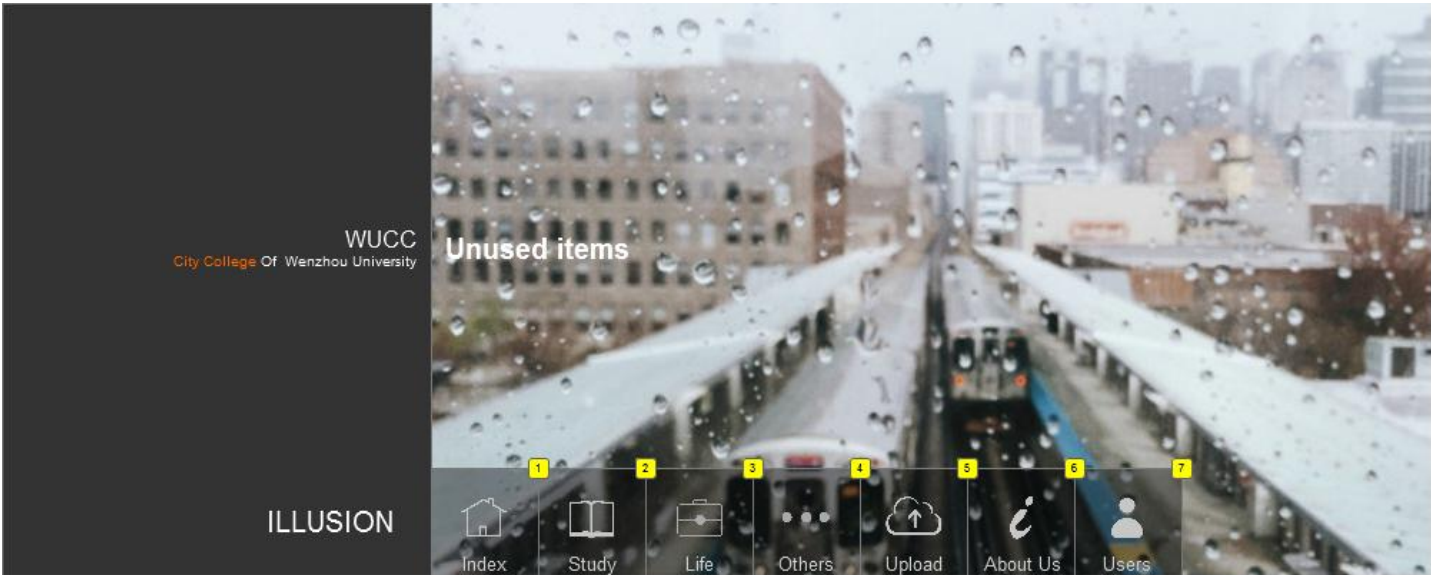 WUCC
City College Of Wenzhou University
Unused items
1 2 3 4 5 6 7
ILLUSION
Index Study Life Others Upload About Us Users